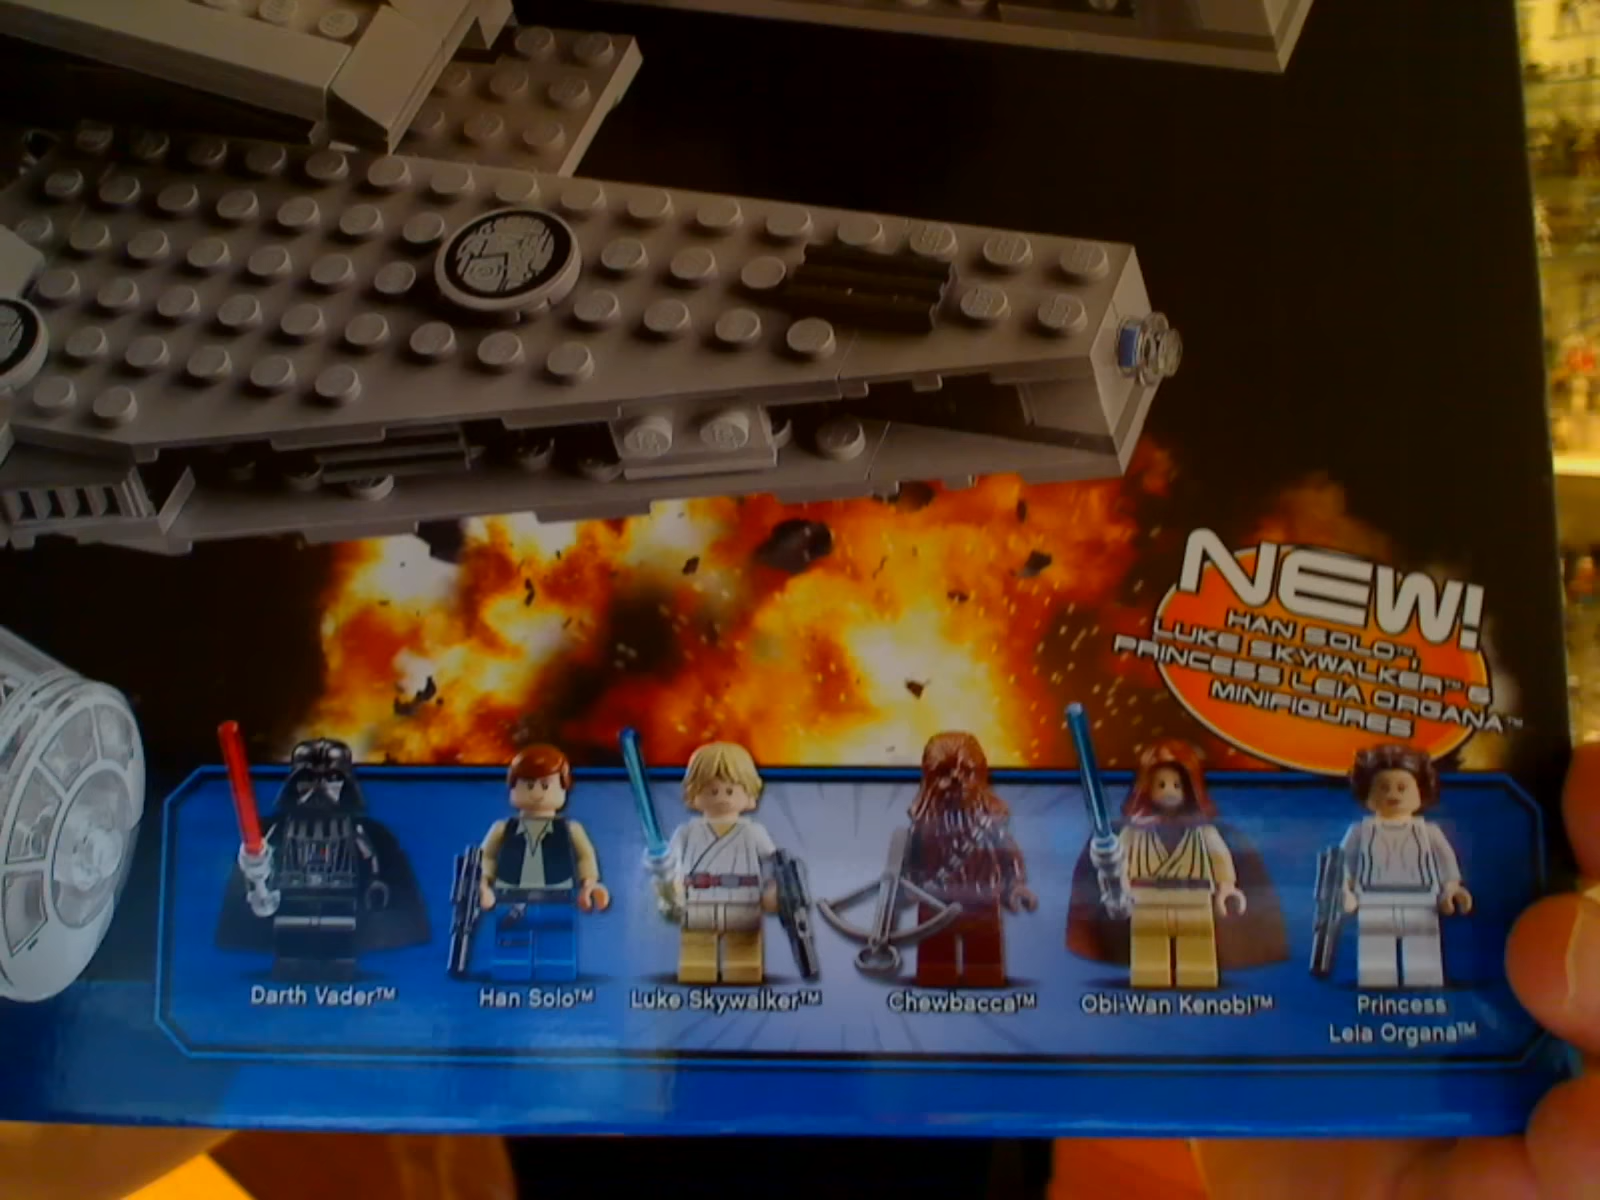 NEW!
HAN SOLO™,
LUKE SKYWALKER™ &
PRINCESS LEIA ORGANA™
MINIFIGURES
Darth Vader™
Han Solo™
Luke Skywalker™
Chewbacca™
Obi-Wan Kenobi™
Princess
Leia Organa™